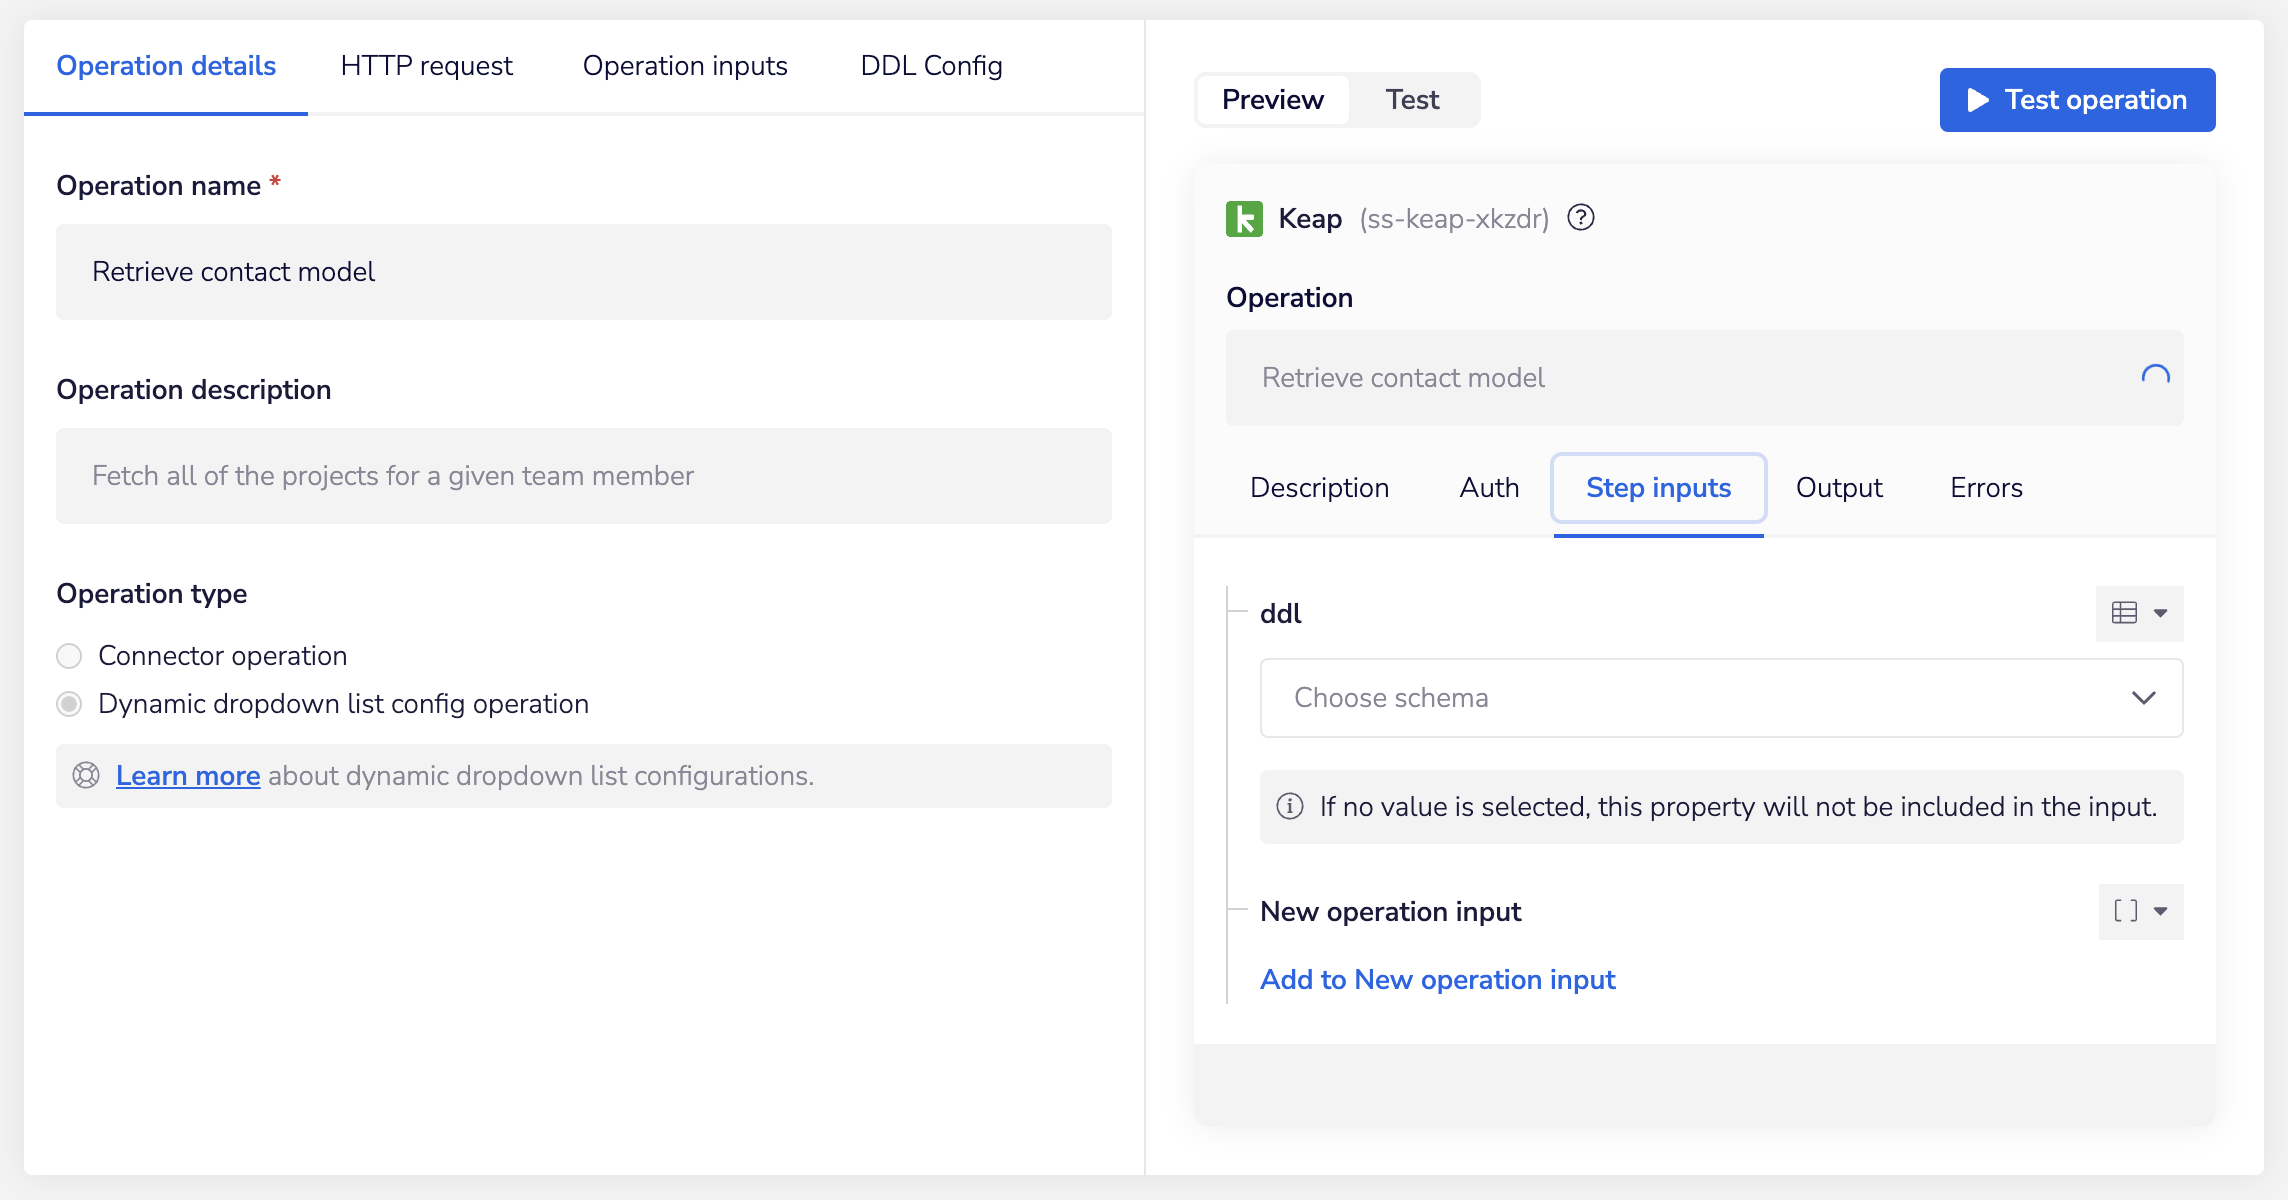 Operation details HTTP request Operation inputs DDL Config
Operation name *
Retrieve contact model
Operation description
Fetch all of the projects for a given team member
Operation type
Connector operation
Dynamic dropdown list config operation
Learn more about dynamic dropdown list configurations.
Preview Test
Test operation
Keap (ss-keap-xkzdr)
Operation
Retrieve contact model
Description Auth Step inputs Output Errors
ddl
Choose schema
If no value is selected, this property will not be included in the input.
New operation input
[ ]
Add to New operation input